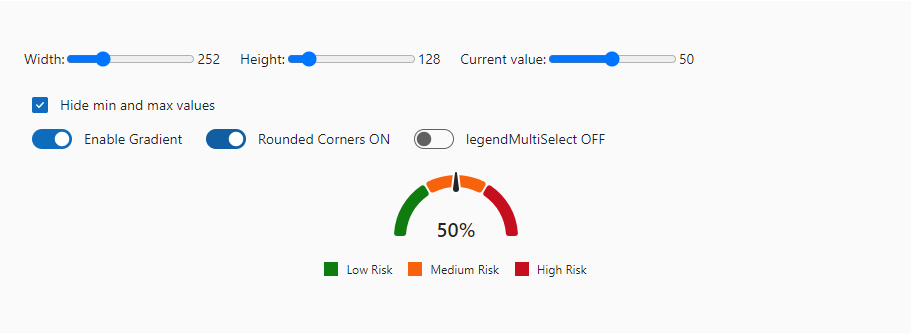 Width: 252 Height: 128 Current value: 50
Hide min and max values
Enable Gradient Rounded Corners ON legendMultiSelect OFF
50%
Low Risk Medium Risk High Risk